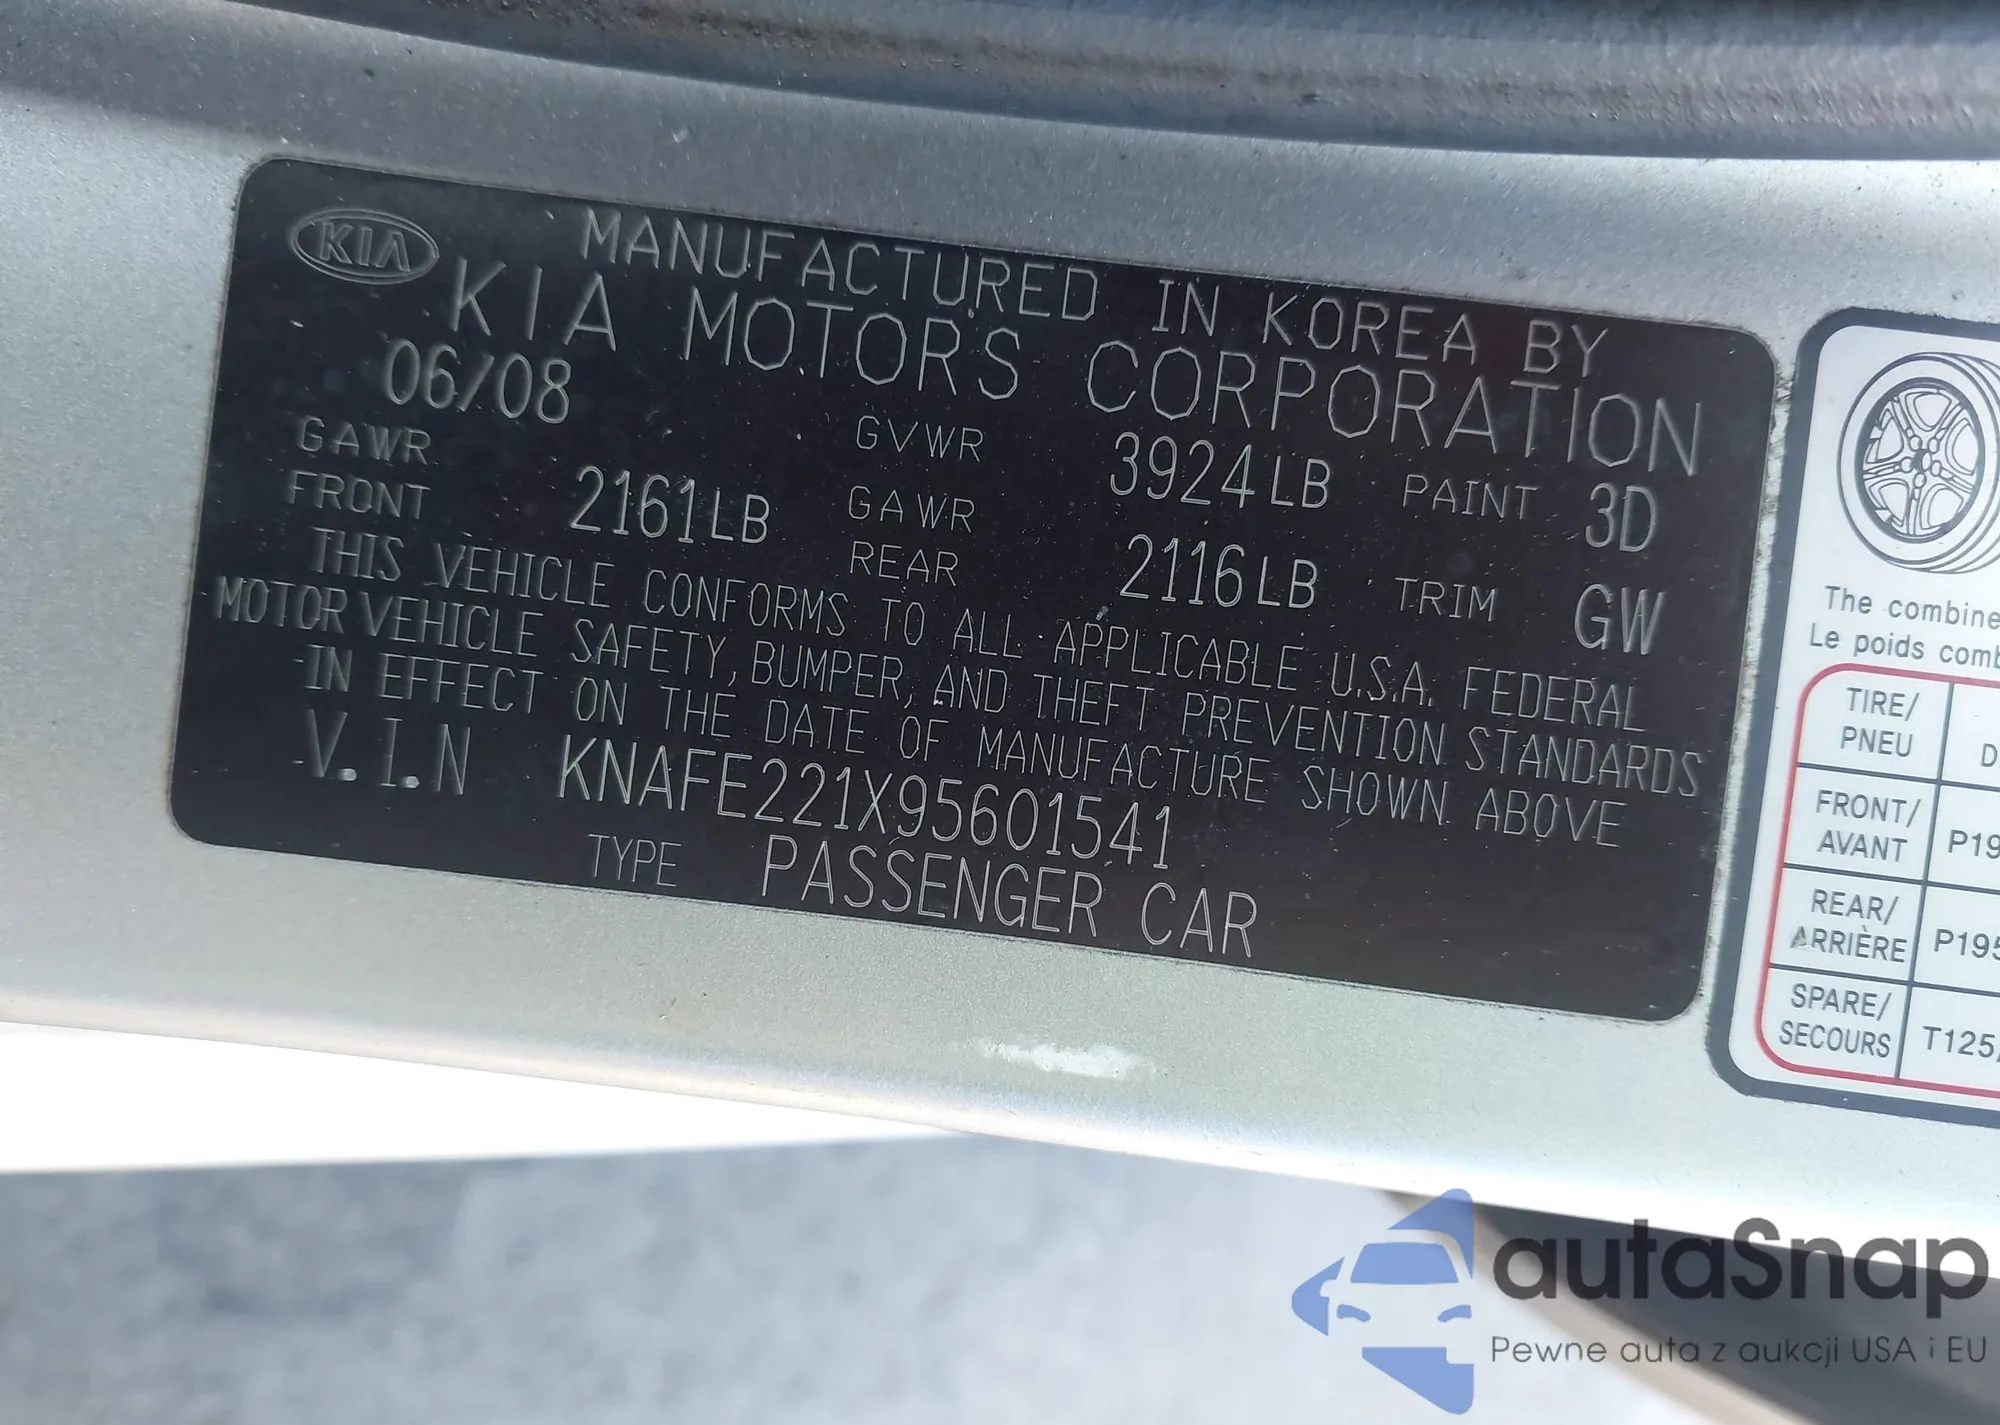 KIA
MANUFACTURED IN KOREA BY
KIA MOTORS CORPORATION
06/08
GVWR 3924LB PAINT 3D
GAWR FRONT 2161LB GAWR REAR 2116LB TRIM GW
THIS VEHICLE CONFORMS TO ALL APPLICABLE U.S.A. FEDERAL
MOTOR VEHICLE SAFETY, BUMPER, AND THEFT PREVENTION STANDARDS
IN EFFECT ON THE DATE OF MANUFACTURE SHOWN ABOVE
V.I.N KNAFE221X95601541
TYPE PASSENGER CAR
The combine
Le poids comb
TIRE/
PNEU D
FRONT/
AVANT P19
REAR/
ARRIÈRE P195
SPARE/
SECOURS T125/
autaSnap
Pewne auta z aukcji USA i EU